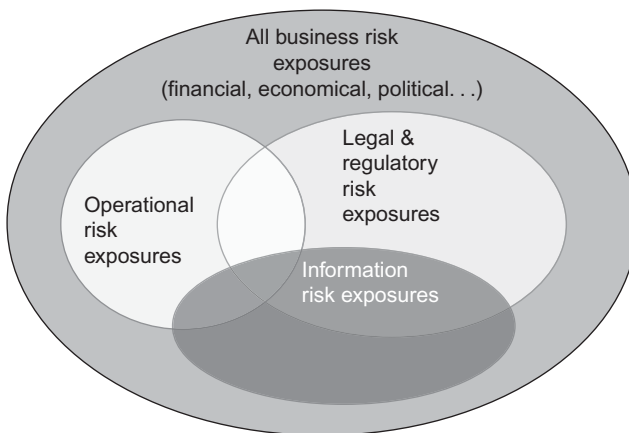 All business risk
exposures
(financial, economical, political. . .)
Legal &
regulatory
risk
exposures
Operational
risk
exposures
Information
risk exposures